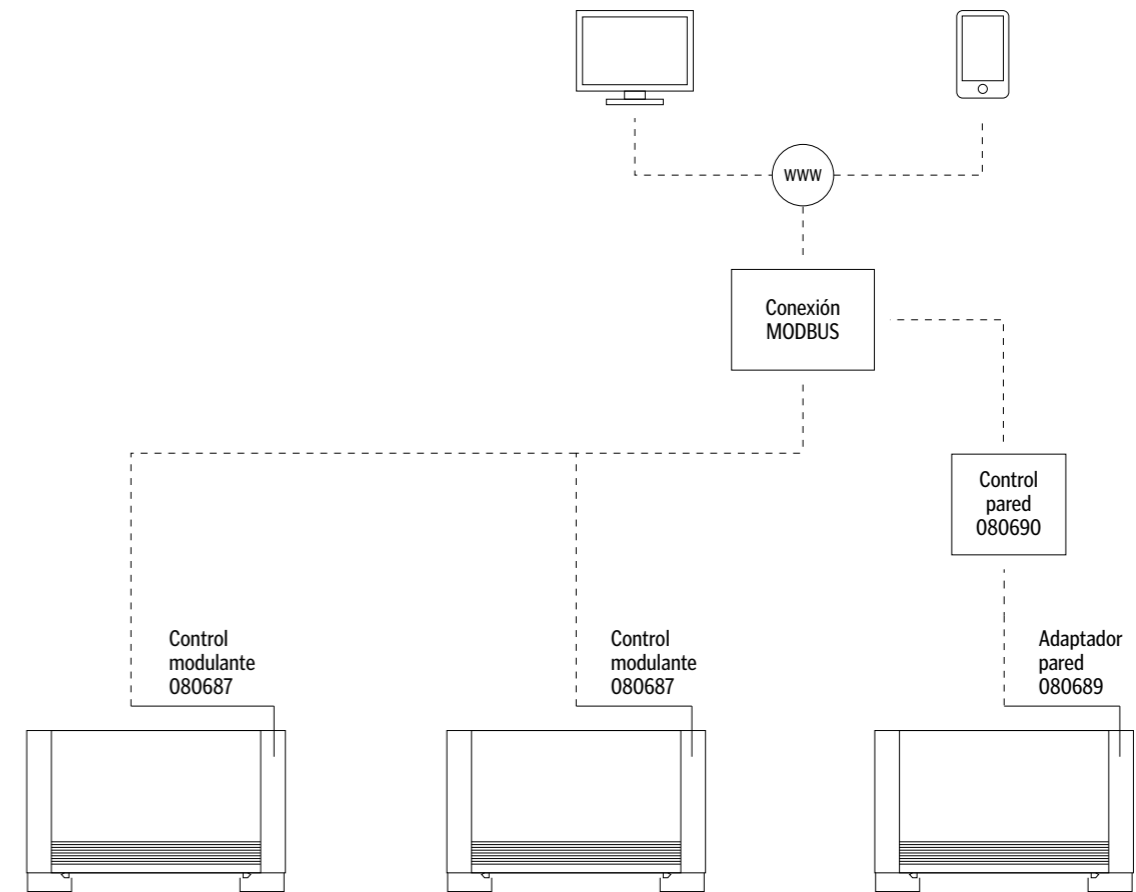 WWW
Conexión
MODBUS
Control
pared
080690
Control
modulante
080687
Control
modulante
080687
Adaptador
pared
080689